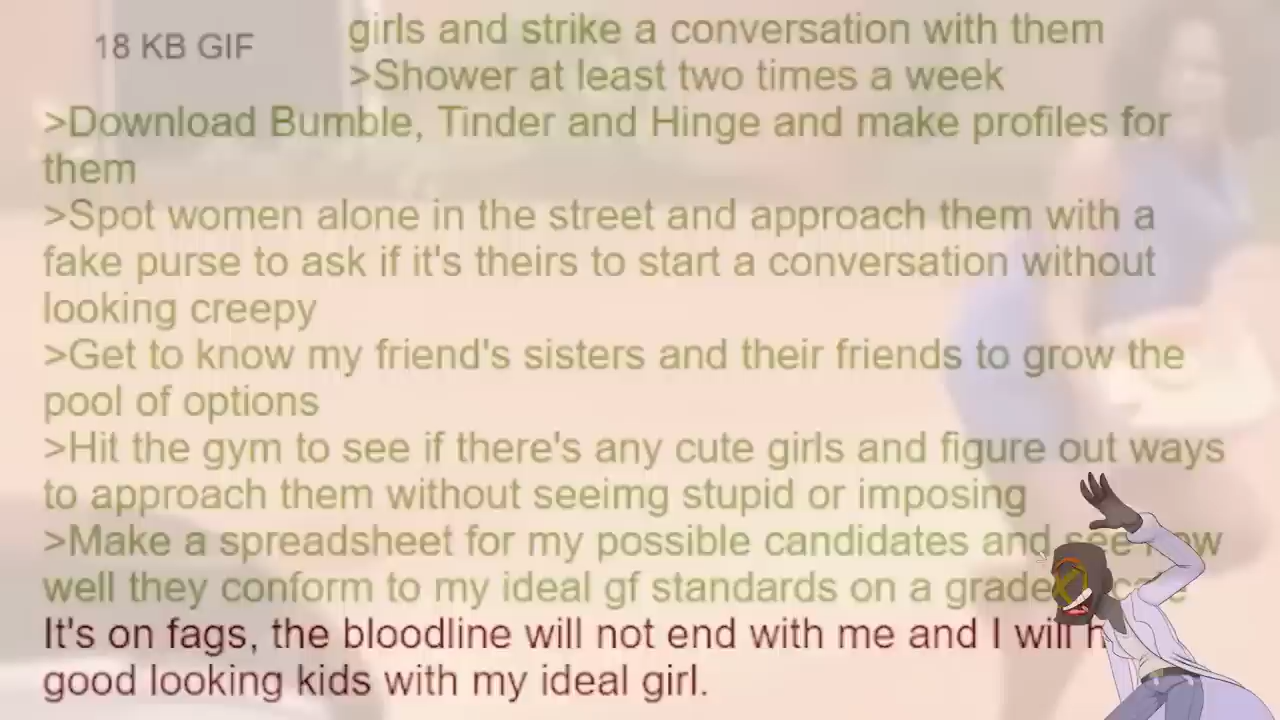 girls and strike a conversation with them
18 KB GIF
>Shower at least two times a week
>Download Bumble, Tinder and Hinge and make profiles for
them
>Spot women alone in the street and approach them with a
fake purse to ask if it's theirs to start a conversation without
looking creepy
>Get to know my friend's sisters and their friends to grow the
pool of options
>Hit the gym to see if there's any cute girls and figure out ways
to approach them without seeimg stupid or imposing
>Make a spreadsheet for my possible candidates and see how
well they conform to my ideal gf standards on a graded
It's on fags, the bloodline will not end with me and I will
good looking kids with my ideal girl.